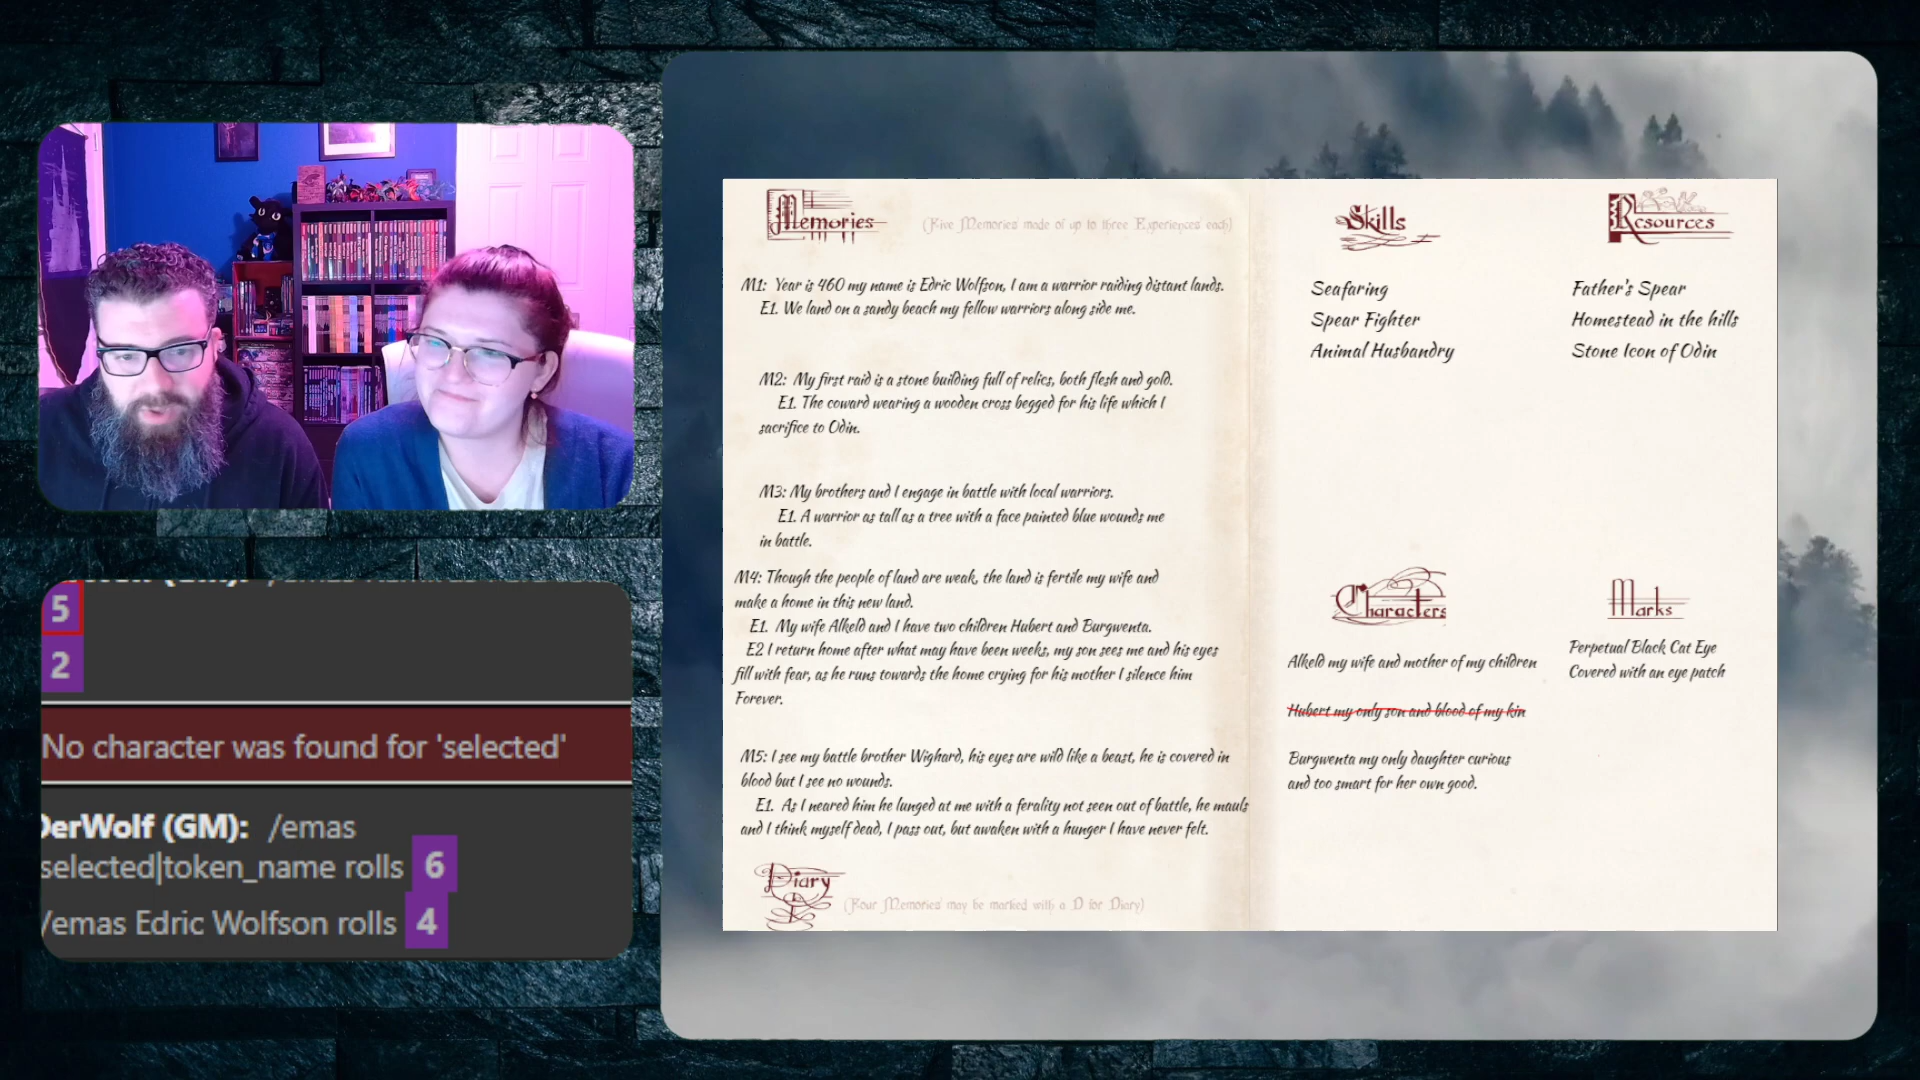 5
2
No character was found for 'selected'
DerWolf (GM): /emas
selected|token_name rolls 6
/emas Edric Wolfson rolls 4
Memories
(Five Memories made of up to three Experiences each)
M1: Year is 460 my name is Edric Wolfson, I am a warrior raiding distant lands.
E1. We land on a sandy beach my fellow warriors along side me.
M2: My first raid is a stone building full of relics, both flesh and gold.
E1. The coward wearing a wooden cross begged for his life which I
sacrifice to Odin.
M3: My brothers and I engage in battle with local warriors.
E1. A warrior as tall as a tree with a face painted blue wounds me
in battle.
M4: Though the people of land are weak, the land is fertile my wife and
make a home in this new land.
E1. My wife Alkeld and I have two children Hubert and Burgwenta.
E2 I return home after what may have been weeks, my son sees me and his eyes
fill with fear, as he runs towards the home crying for his mother I silence him
Forever.
M5: I see my battle brother Wighard, his eyes are wild like a beast, he is covered in
blood but I see no wounds.
E1. As I neared him he lunged at me with a ferality not seen out of battle, he mauls
and I think myself dead, I pass out, but awaken with a hunger I have never felt.
Diary
(Four Memories may be marked with a D for Diary)
Skills
Seafaring
Spear Fighter
Animal Husbandry
Resources
Father's Spear
Homestead in the hills
Stone Icon of Odin
Characters
Alkeld my wife and mother of my children
Hubert my only son and blood of my kin
Burgwenta my only daughter curious
and too smart for her own good.
Marks
Perpetual Black Cat Eye
Covered with an eye patch